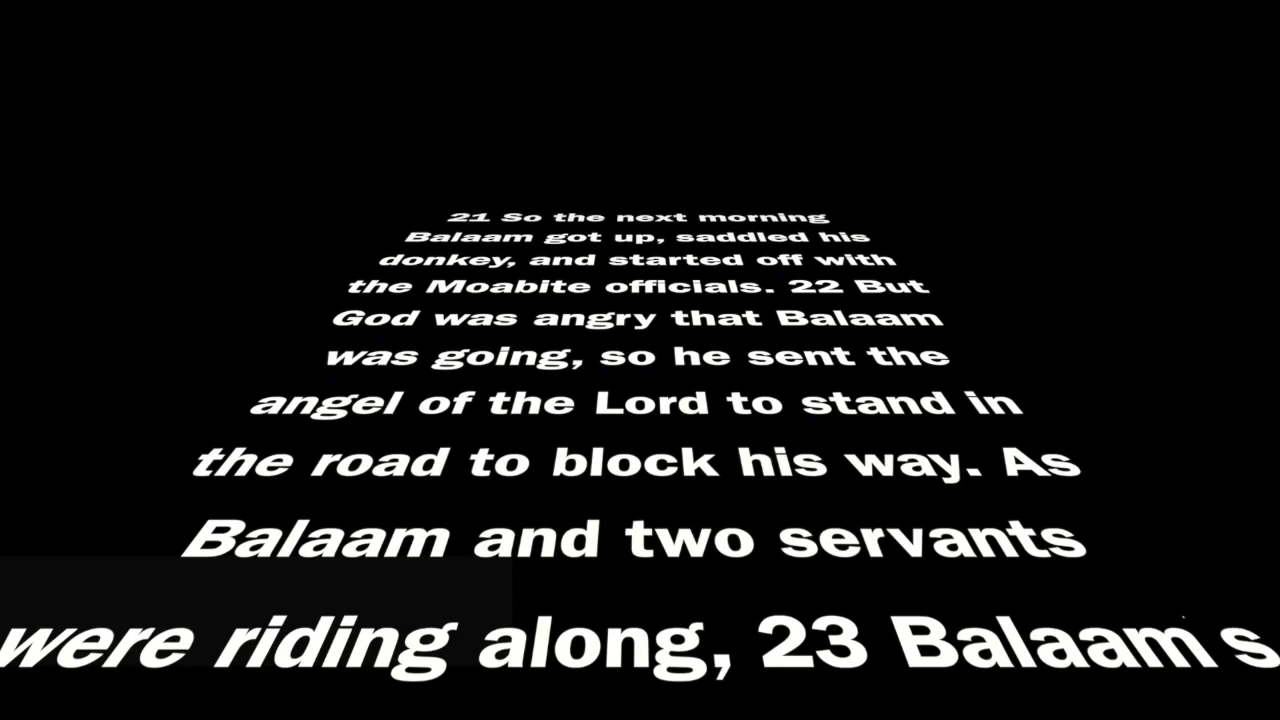 21 So the next morning
Balaam got up, saddled his
donkey, and started off with
the Moabite officials. 22 But
God was angry that Balaam
was going, so he sent the
angel of the Lord to stand in
the road to block his way. As
Balaam and two servants
were riding along, 23 Balaam s